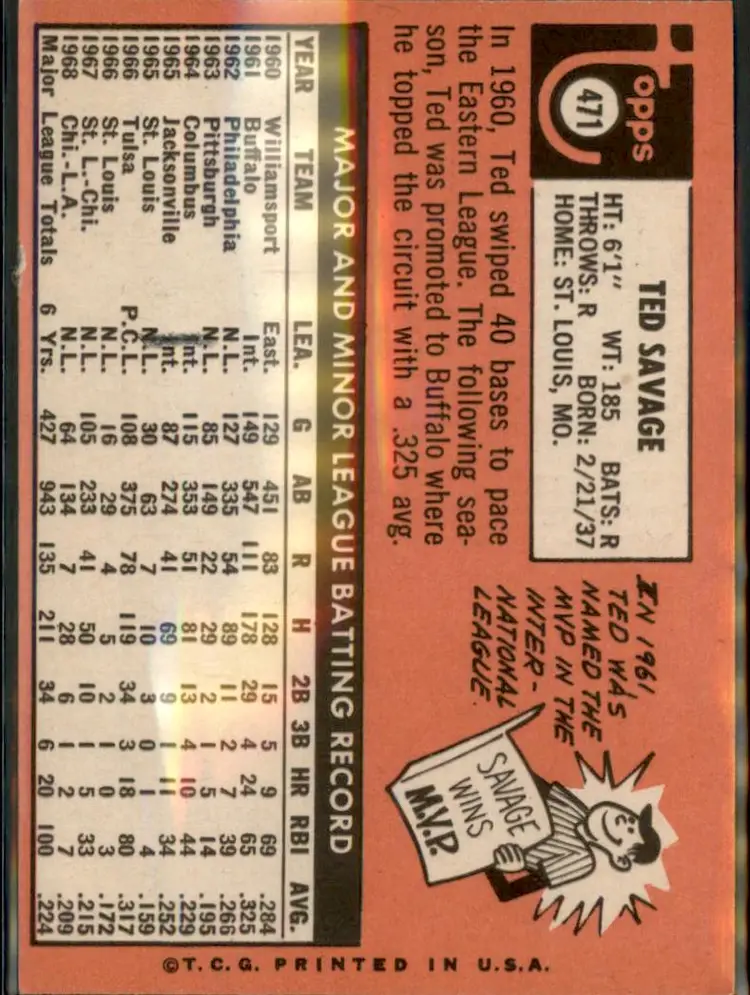 Topps
471
TED SAVAGE
HT: 6'1" WT: 185 BATS: R
THROWS: R BORN: 2/21/37
HOME: ST. LOUIS, MO.
In 1960, Ted swiped 40 bases to pace
the Eastern League. The following sea-
son, Ted was promoted to Buffalo where
he topped the circuit with a .325 avg.
IN 1961
TED WAS
NAMED THE
MVP IN THE
INTER-
NATIONAL
LEAGUE.
SAVAGE
WINS
M.V.P.
MAJOR AND MINOR LEAGUE BATTING RECORD
YEAR TEAM LEA. G AB R H 2B 3B HR RBI AVG.
1960 Williamsport East. 129 451 83 128 15 5 9 69 .284
1961 Buffalo Int. 149 547 111 178 29 4 24 65 .325
1962 Philadelphia N.L. 127 335 54 89 11 2 7 39 .266
1963 Pittsburgh N.L. 85 149 22 29 2 1 5 14 .195
1964 Columbus Int. 115 353 51 81 13 4 10 44 .229
1965 Jacksonville Int. 87 274 41 69 9 1 11 34 .252
1965 St. Louis N.L. 30 63 7 10 3 0 1 4 .159
1966 Tulsa P.C.L. 108 375 78 119 34 3 18 80 .317
1966 St. Louis N.L. 16 29 4 5 2 1 0 3 .172
1967 St. L.-Chi. N.L. 105 233 41 50 10 1 5 33 .215
1968 Chi.-L.A. N.L. 64 134 7 28 6 1 2 7 .209
Major League Totals 6 Yrs. 427 943 135 211 34 6 20 100 .224
©T.C.G. PRINTED IN U.S.A.